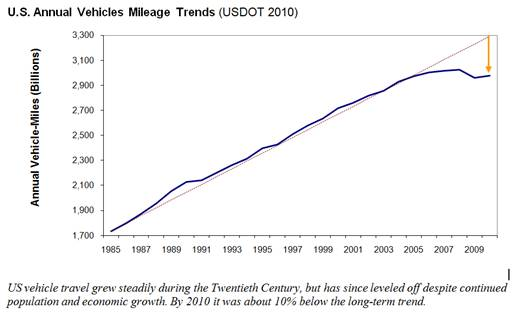 U.S. Annual Vehicles Mileage Trends (USDOT 2010)
Annual Vehicle-Miles (Billions)
3,300
3,100
2,900
2,700
2,500
2,300
2,100
1,900
1,700
1985 1987 1989 1991 1993 1995 1997 1999 2001 2003 2005 2007 2009
US vehicle travel grew steadily during the Twentieth Century, but has since leveled off despite continued
population and economic growth. By 2010 it was about 10% below the long-term trend.